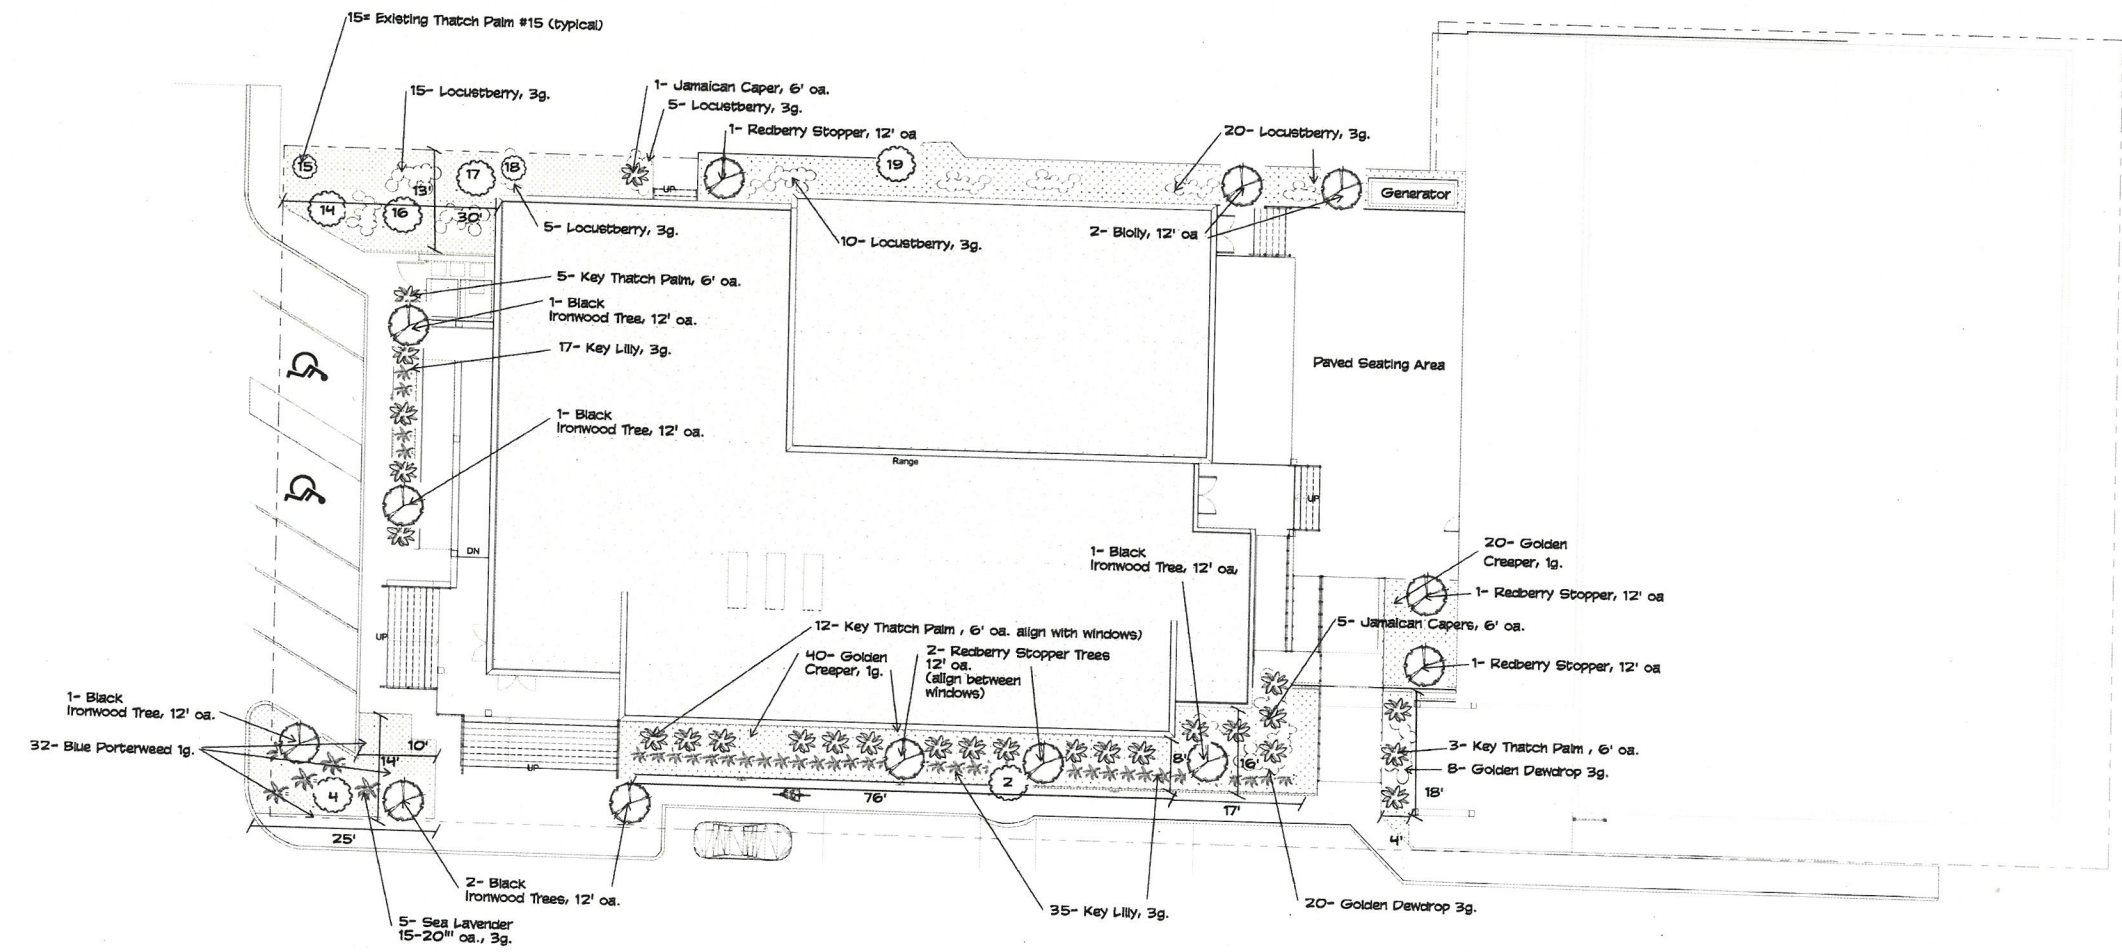 15= Existing Thatch Palm #15 (typical)
15- Locustberry, 3g.
1- Jamaican Caper, 6' oa.
5- Locustberry, 3g.
1- Redberry Stopper, 12' oa
20- Locustberry, 3g.
15
17
18
19
13'
UP
Generator
14
16
30'
5- Locustberry, 3g.
10- Locustberry, 3g.
2- Blolly, 12' oa
5- Key Thatch Palm, 6' oa.
1- Black
Ironwood Tree, 12' oa.
17- Key Lilly, 3g.
Paved Seating Area
1- Black
Ironwood Tree, 12' oa.
Range
UP
DN
1- Black
Ironwood Tree, 12' oa,
20- Golden
Creeper, 1g.
1- Redberry Stopper, 12' oa
UP
12- Key Thatch Palm , 6' oa. align with windows)
5- Jamaican Capers, 6' oa.
40- Golden
Creeper, 1g.
2- Redberry Stopper Trees
12' oa.
(align between
windows)
1- Redberry Stopper, 12' oa
1- Black
Ironwood Tree, 12' oa.
32- Blue Porterweed 1g.
10'
14'
UP
8'
16'
3- Key Thatch Palm , 6' oa.
8- Golden Dewdrop 3g.
4
2
76'
17'
18'
25'
4'
2- Black
Ironwood Trees, 12' oa.
35- Key Lilly, 3g.
20- Golden Dewdrop 3g.
5- Sea Lavender
15-20"' oa., 3g.